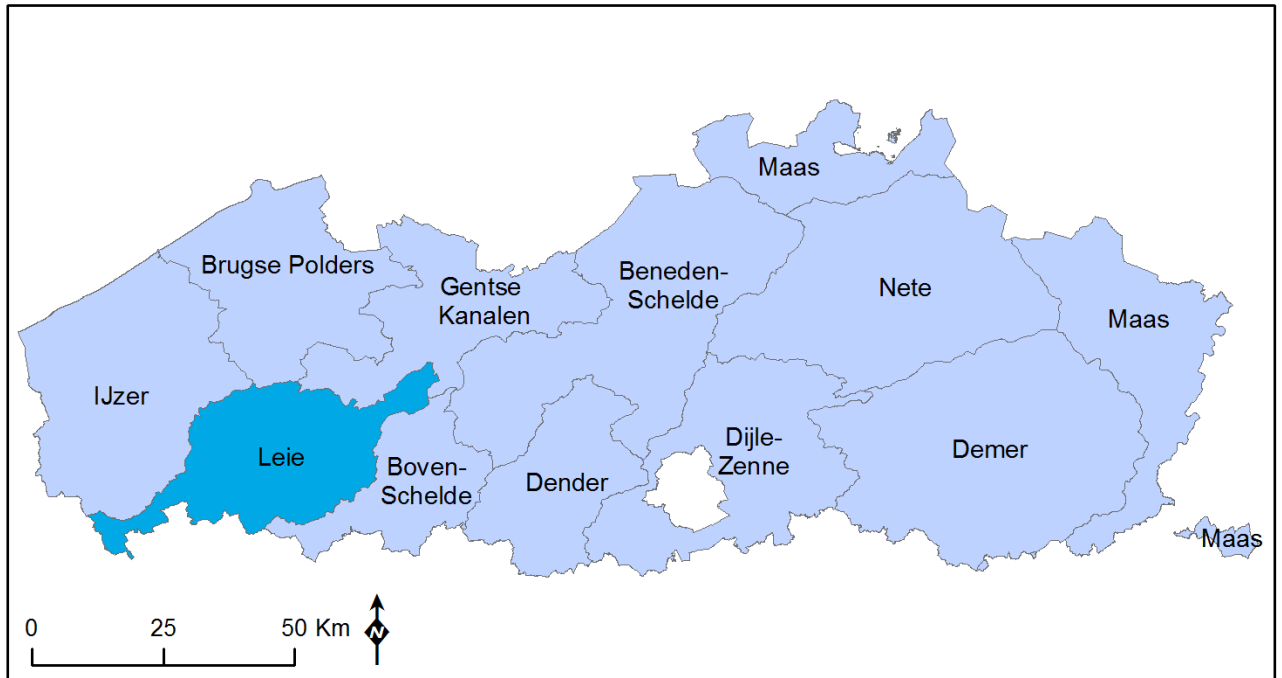 Maas
Brugse Polders
Gentse
Kanalen
Beneden-
Schelde
Nete
Maas
IJzer
Leie
Boven-
Schelde
Dender
Dijle-
Zenne
Demer
Maas
0 25 50 Km
N